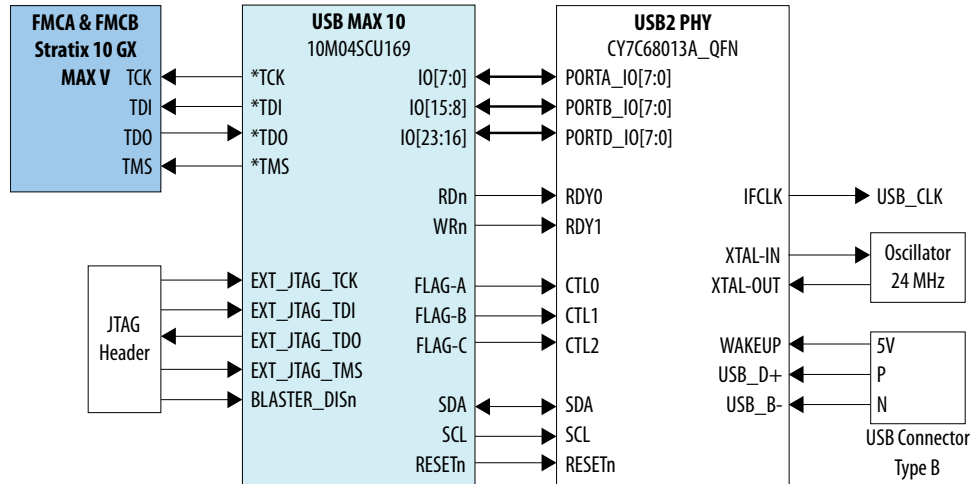 FMCA & FMCB
Stratix 10 GX
MAX V
TCK
TDI
TDO
TMS
USB MAX 10
10M04SCU169
*TCK
*TDI
*TDO
*TMS
IO[7:0]
IO[15:8]
IO[23:16]
RDn
WRn
EXT_JTAG_TCK
EXT_JTAG_TDI
EXT_JTAG_TDO
EXT_JTAG_TMS
BLASTER_DISn
FLAG-A
FLAG-B
FLAG-C
SDA
SCL
RESETn
JTAG
Header
USB2 PHY
CY7C68013A_QFN
PORTA_IO[7:0]
PORTB_IO[7:0]
PORTD_IO[7:0]
RDY0
RDY1
CTL0
CTL1
CTL2
SDA
SCL
RESETn
IFCLK
XTAL-IN
XTAL-OUT
WAKEUP
USB_D+
USB_B-
USB_CLK
Oscillator
24 MHz
5V
P
N
USB Connector
Type B